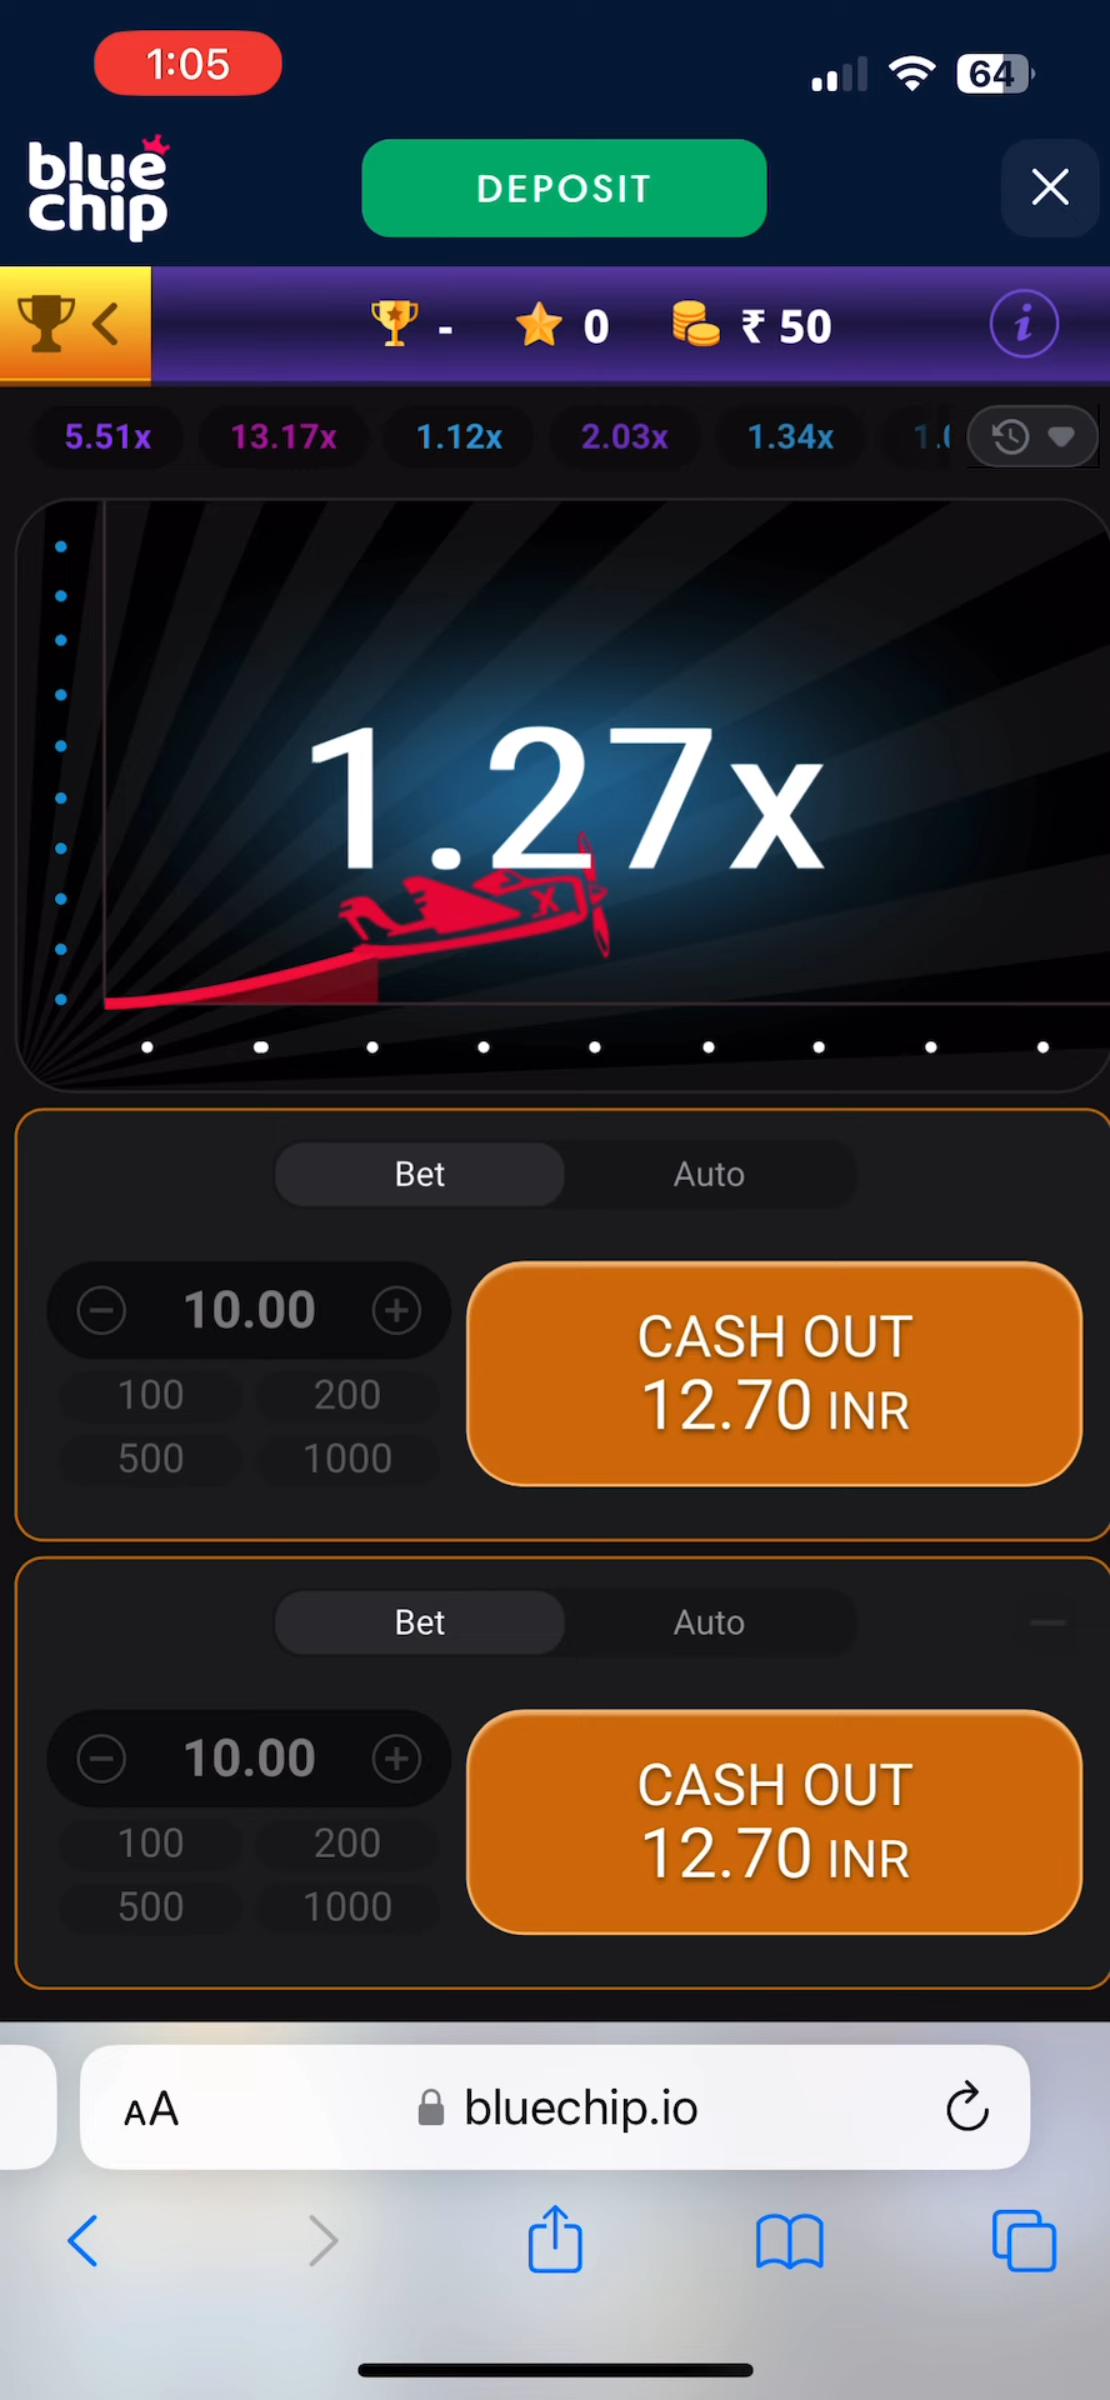 1:05
64
blue
chip
DEPOSIT
- 0 ₹ 50 i
5.51x 13.17x 1.12x 2.03x 1.34x
1.27x
X
Bet Auto
10.00
100 200
500 1000
CASH OUT
12.70 INR
Bet Auto
10.00
100 200
500 1000
CASH OUT
12.70 INR
AA bluechip.io